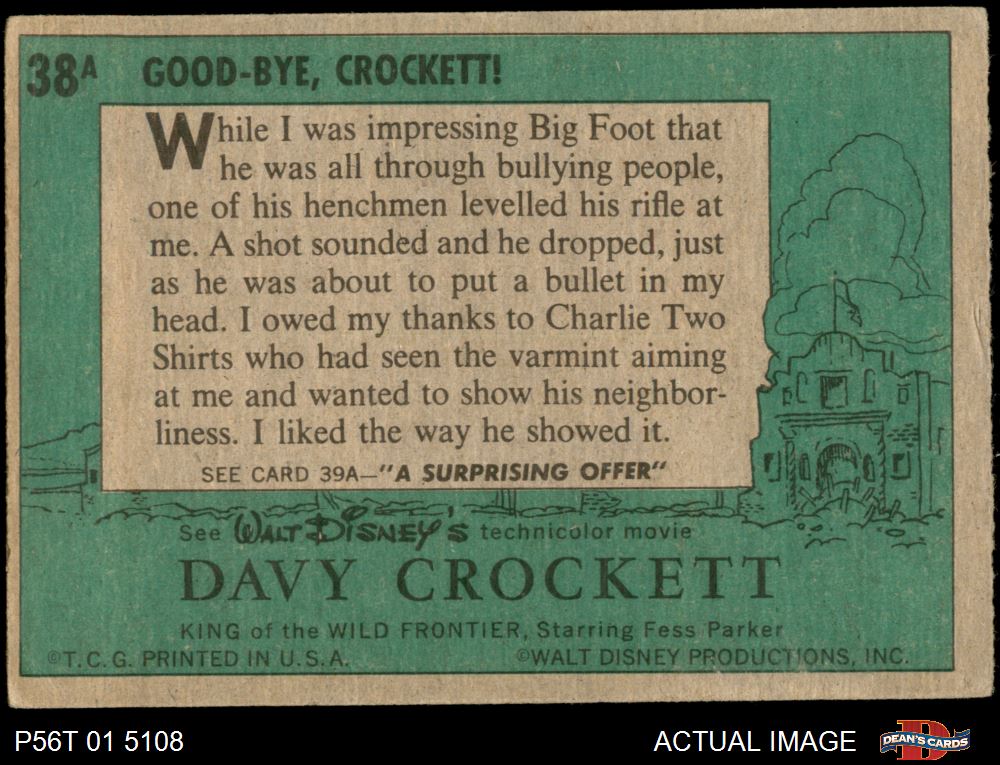 38A GOOD-BYE, CROCKETT!
While I was impressing Big Foot that
he was all through bullying people,
one of his henchmen levelled his rifle at
me. A shot sounded and he dropped, just
as he was about to put a bullet in my
head. I owed my thanks to Charlie Two
Shirts who had seen the varmint aiming
at me and wanted to show his neighbor-
liness. I liked the way he showed it.
SEE CARD 39A—"A SURPRISING OFFER"
See WALT DISNEY'S technicolor movie
DAVY CROCKETT
KING of the WILD FRONTIER, Starring Fess Parker
©T.C.G. PRINTED IN U.S.A. ©WALT DISNEY PRODUCTIONS, INC.
P56T 01 5108 ACTUAL IMAGE DEAN'S CARDS